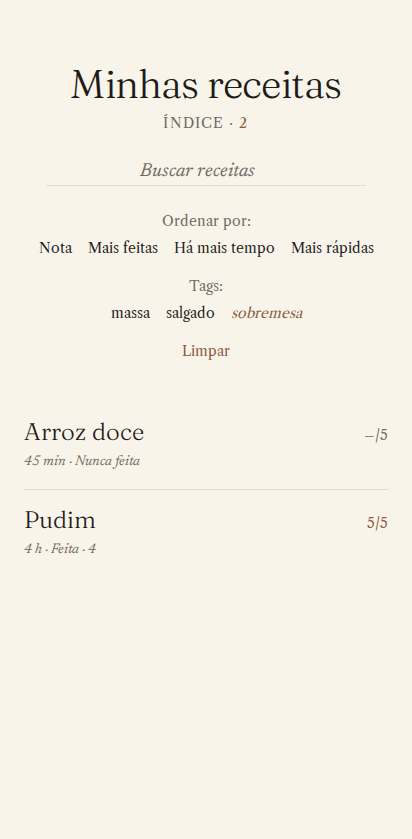 Minhas receitas
ÍNDICE · 2
Buscar receitas
Ordenar por:
Nota Mais feitas Há mais tempo Mais rápidas
Tags:
massa salgado sobremesa
Limpar
Arroz doce –/5
45 min · Nunca feita
Pudim 5/5
4 h · Feita · 4